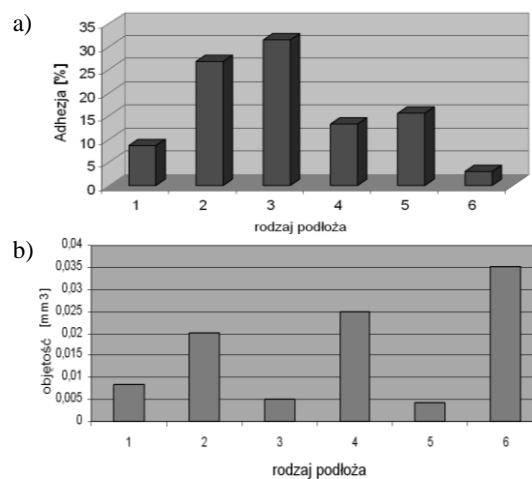 a)
Adhezja [%]
35
30
25
20
15
10
5
0
1 2 3 4 5 6
rodzaj podłoża
b)
objętość [mm3]
0,04
0,035
0,03
0,025
0,02
0,015
0,01
0,005
0
1 2 3 4 5 6
rodzaj podłoża